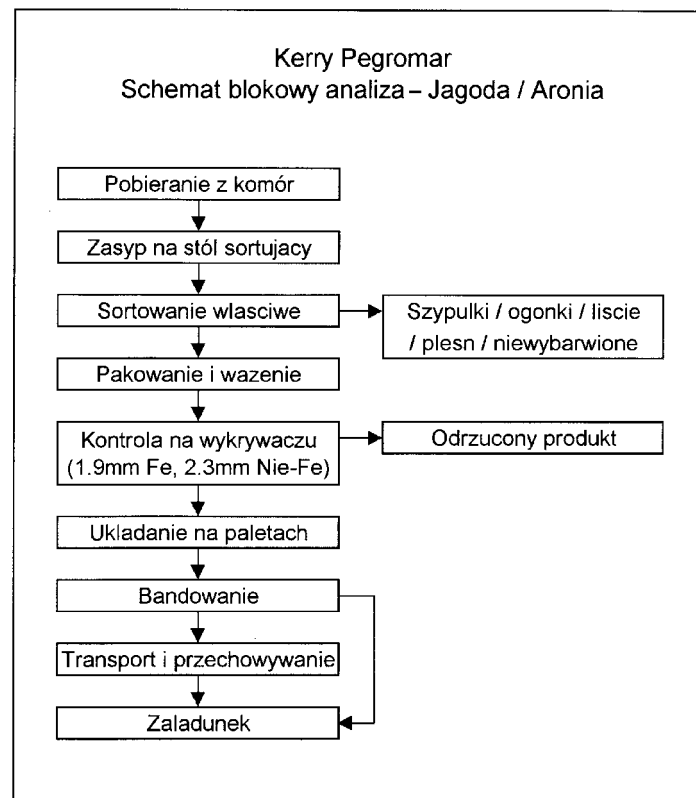 Kerry Pegromar
Schemat blokowy analiza – Jagoda / Aronia
Pobieranie z komór
Zasyp na stól sortujacy
Sortowanie wlasciwe
Szypulki / ogonki / liscie
/ plesn / niewybarwione
Pakowanie i wazenie
Kontrola na wykrywaczu
(1.9mm Fe, 2.3mm Nie-Fe)
Odrzucony produkt
Ukladanie na paletach
Bandowanie
Transport i przechowywanie
Zaladunek